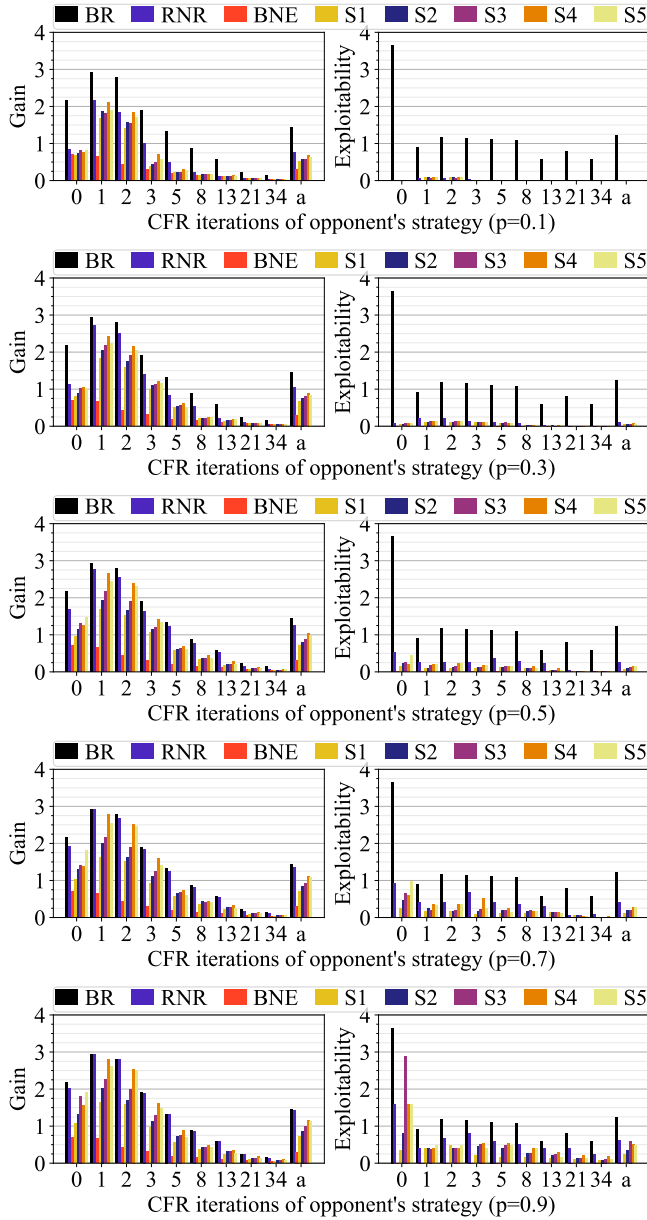 BR RNR BNE S1 S2 S3 S4 S5
Gain
4
3
2
1
0
0 1 2 3 5 8 13 21 34 a
Exploitability
4
3
2
1
0
0 1 2 3 5 8 13 21 34 a
CFR iterations of opponent's strategy (p=0.1)
BR RNR BNE S1 S2 S3 S4 S5
Gain
4
3
2
1
0
0 1 2 3 5 8 13 21 34 a
Exploitability
4
3
2
1
0
0 1 2 3 5 8 13 21 34 a
CFR iterations of opponent's strategy (p=0.3)
BR RNR BNE S1 S2 S3 S4 S5
Gain
4
3
2
1
0
0 1 2 3 5 8 13 21 34 a
Exploitability
4
3
2
1
0
0 1 2 3 5 8 13 21 34 a
CFR iterations of opponent's strategy (p=0.5)
BR RNR BNE S1 S2 S3 S4 S5
Gain
4
3
2
1
0
0 1 2 3 5 8 13 21 34 a
Exploitability
4
3
2
1
0
0 1 2 3 5 8 13 21 34 a
CFR iterations of opponent's strategy (p=0.7)
BR RNR BNE S1 S2 S3 S4 S5
Gain
4
3
2
1
0
0 1 2 3 5 8 13 21 34 a
Exploitability
4
3
2
1
0
0 1 2 3 5 8 13 21 34 a
CFR iterations of opponent's strategy (p=0.9)